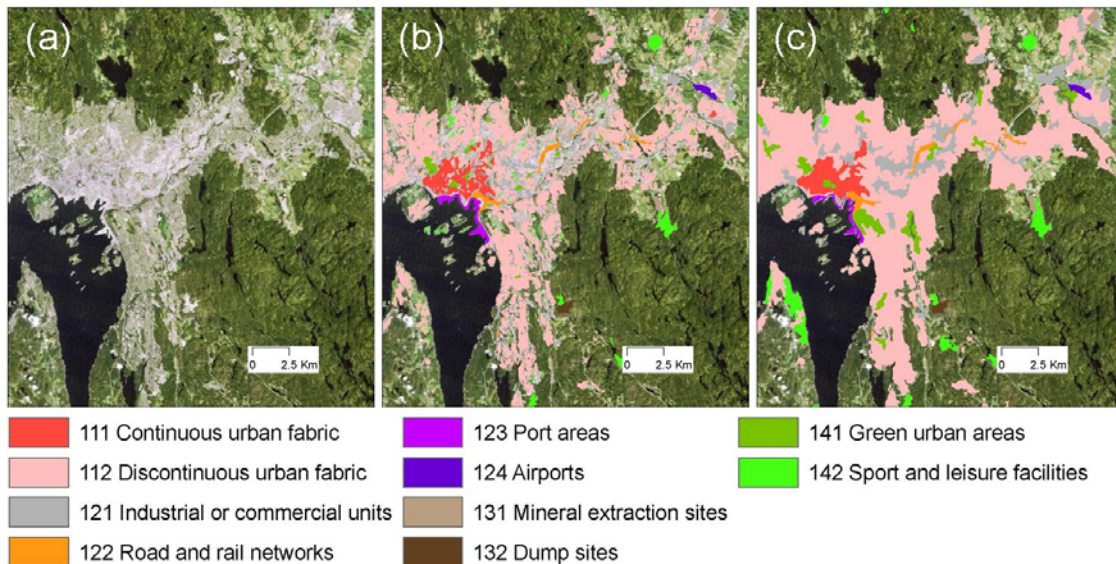 (a) (b) (c)
0 2.5 Km 0 2.5 Km 0 2.5 Km
111 Continuous urban fabric
112 Discontinuous urban fabric
121 Industrial or commercial units
122 Road and rail networks
123 Port areas
124 Airports
131 Mineral extraction sites
132 Dump sites
141 Green urban areas
142 Sport and leisure facilities